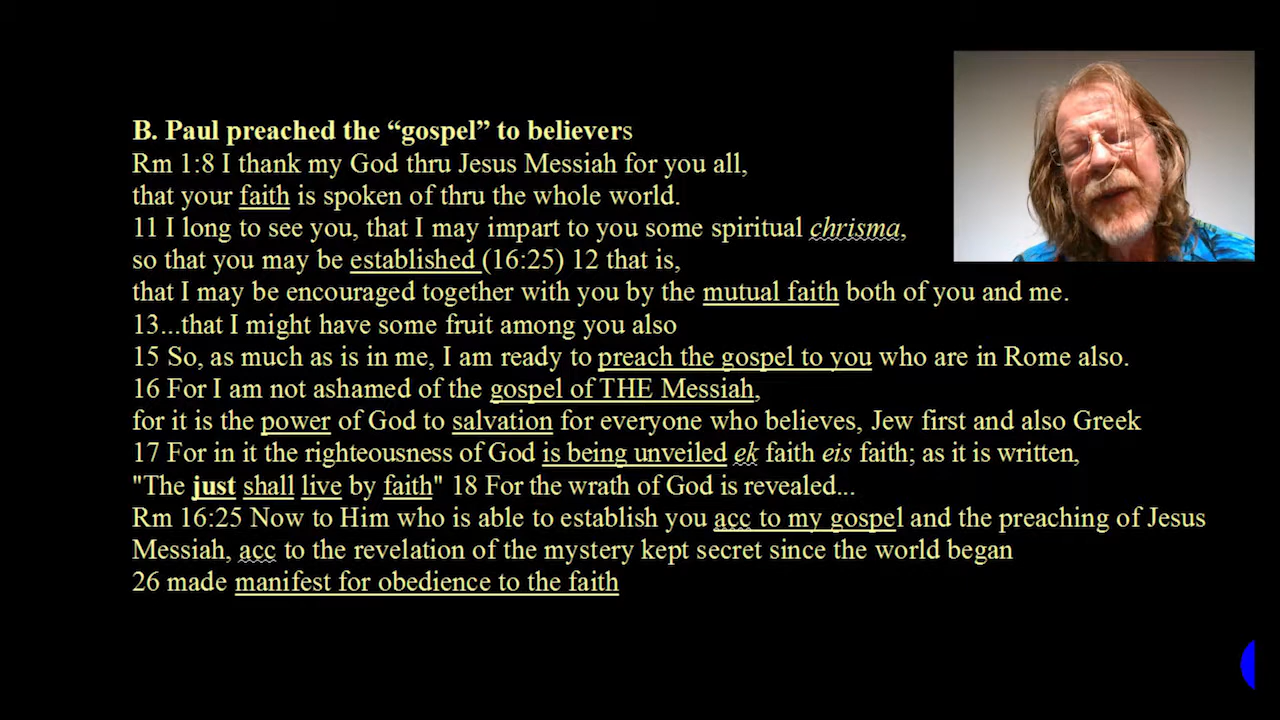 B. Paul preached the “gospel” to believers
Rm 1:8 I thank my God thru Jesus Messiah for you all,
that your faith is spoken of thru the whole world.
11 I long to see you, that I may impart to you some spiritual chrisma,
so that you may be established (16:25) 12 that is,
that I may be encouraged together with you by the mutual faith both of you and me.
13...that I might have some fruit among you also
15 So, as much as is in me, I am ready to preach the gospel to you who are in Rome also.
16 For I am not ashamed of the gospel of THE Messiah,
for it is the power of God to salvation for everyone who believes, Jew first and also Greek
17 For in it the righteousness of God is being unveiled ek faith eis faith; as it is written,
"The just shall live by faith" 18 For the wrath of God is revealed...
Rm 16:25 Now to Him who is able to establish you acc to my gospel and the preaching of Jesus
Messiah, acc to the revelation of the mystery kept secret since the world began
26 made manifest for obedience to the faith